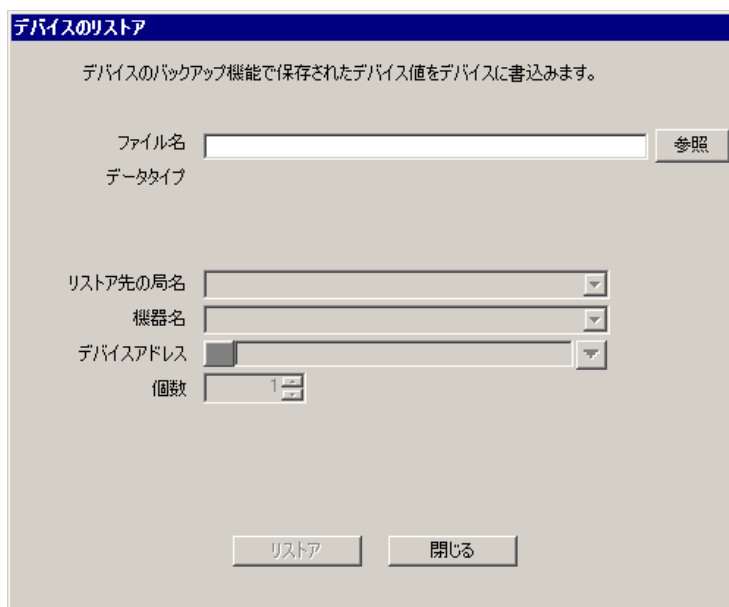 デバイスのリストア
デバイスのバックアップ機能で保存されたデバイス値をデバイスに書込みます。
ファイル名 参照
データタイプ
リストア先の局名
機器名
デバイスアドレス
個数 1
リストア 閉じる